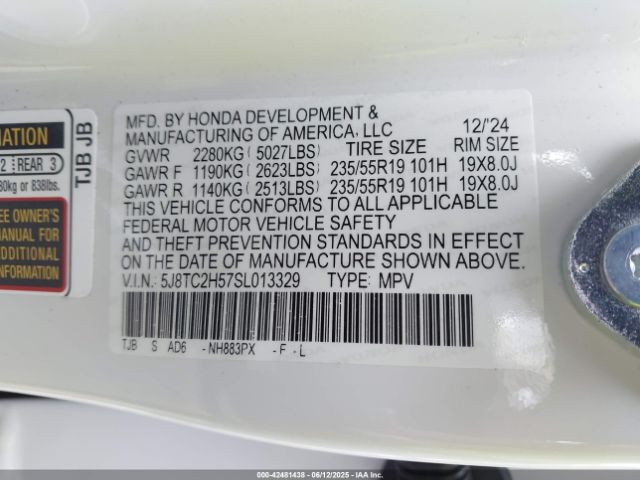 MFD. BY HONDA DEVELOPMENT &
MANUFACTURING OF AMERICA, LLC 12/'24
GVWR 2280KG ( 5027LBS) TIRE SIZE RIM SIZE
GAWR F 1190KG ( 2623LBS) 235/55R19 101H 19X8.0J
GAWR R 1140KG ( 2513LBS) 235/55R19 101H 19X8.0J
THIS VEHICLE CONFORMS TO ALL APPLICABLE
FEDERAL MOTOR VEHICLE SAFETY
AND THEFT PREVENTION STANDARDS IN EFFECT
ON THE DATE OF MANUFACTURE SHOWN ABOVE.
V.I.N.: 5J8TC2H57SL013329 TYPE: MPV
TJB S AD6 -NH883PX -F -L
MATION
2 REAR 3
80kg or 838lbs.
EE OWNER'S
MANUAL FOR
ADDITIONAL
INFORMATION
TJB JB
000-42481438 - 06/12/2025 - IAA Inc.